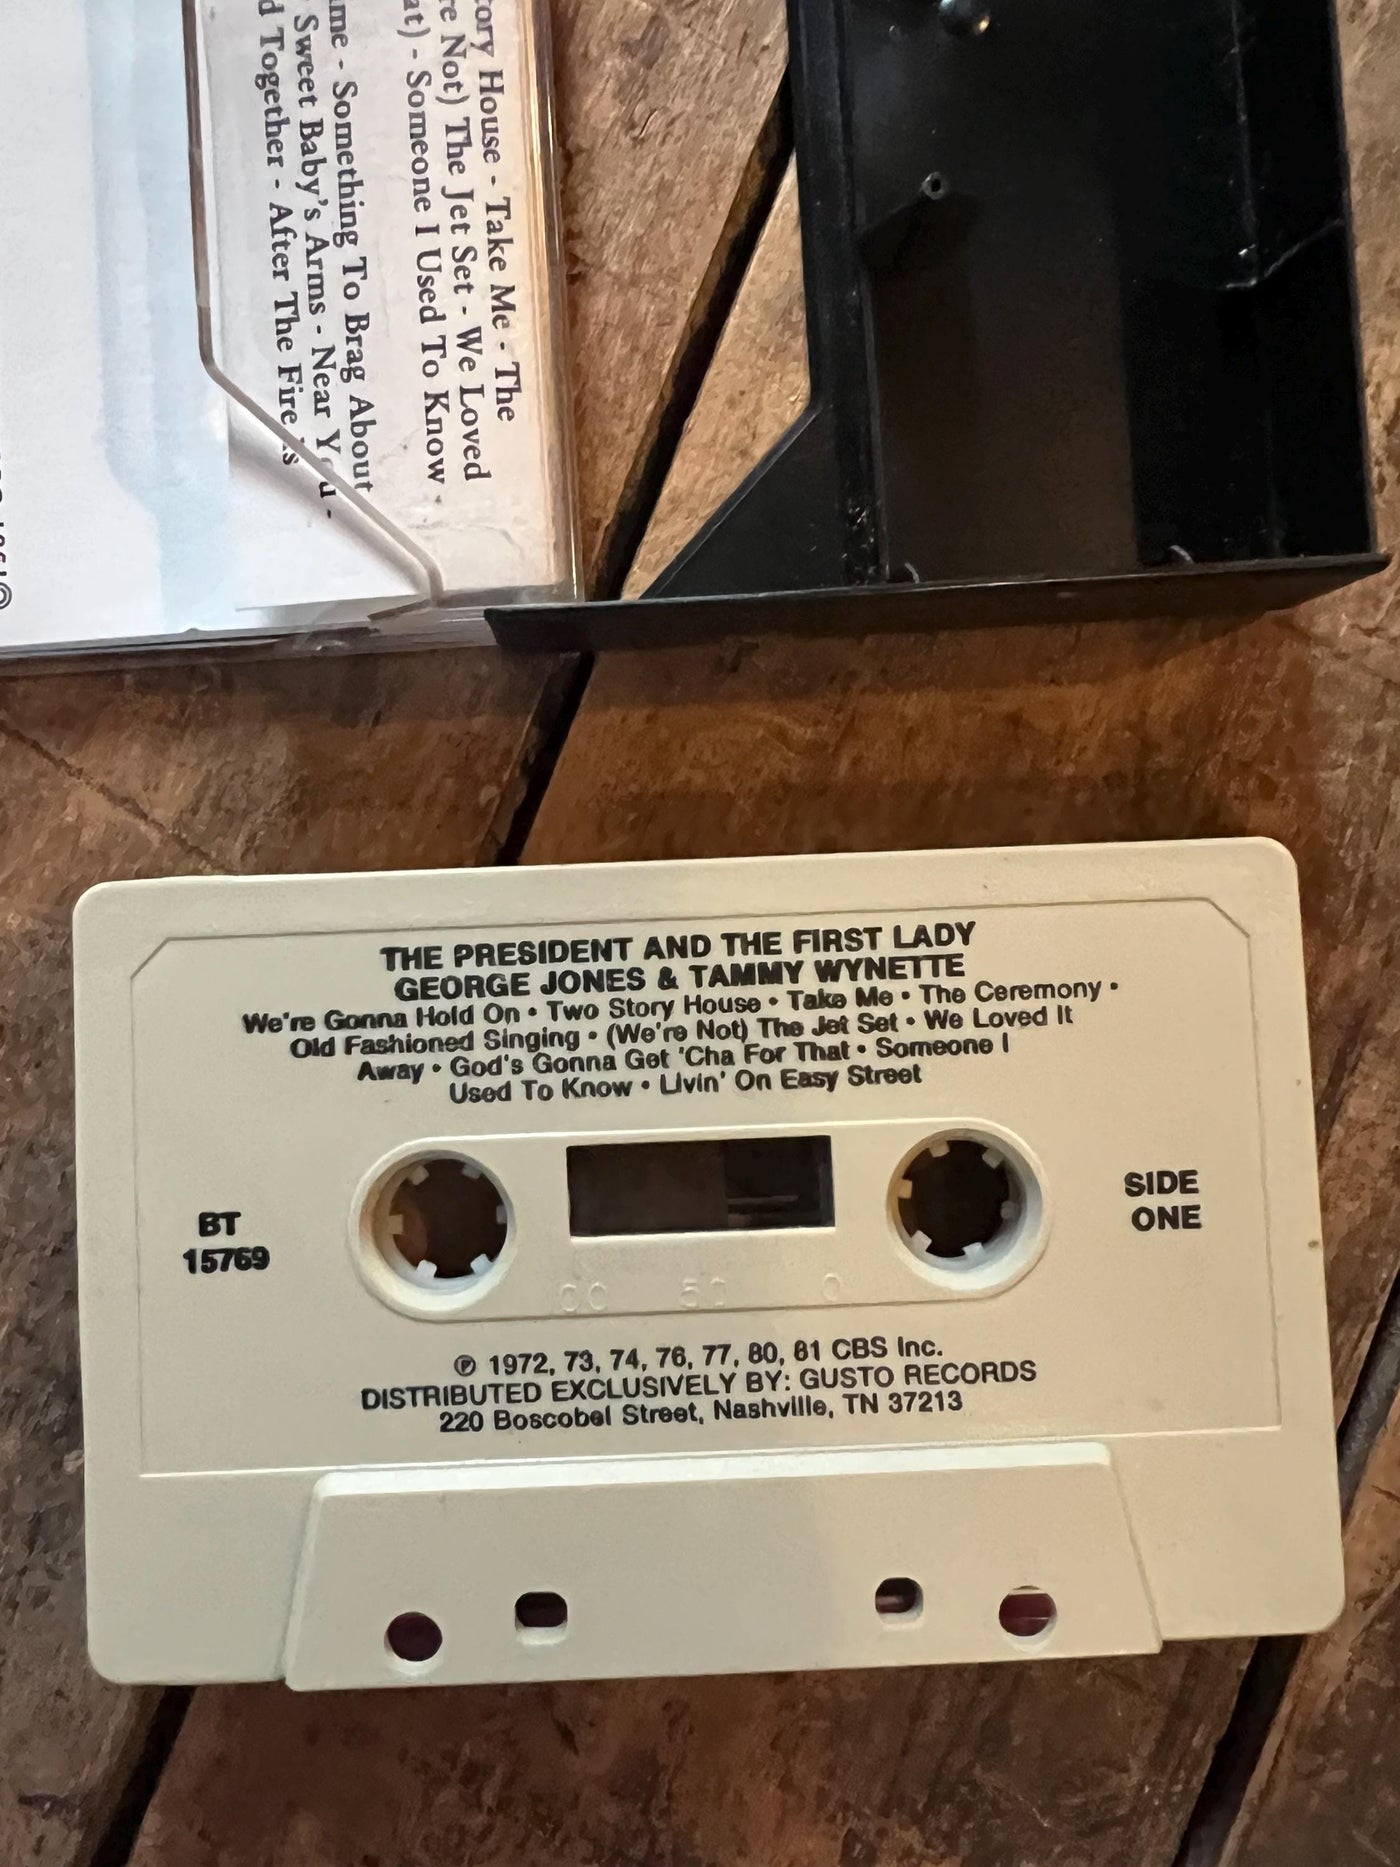 tory House - Take Me - The
re Not) The Jet Set - We Loved
at) - Someone I Used To Know -
me - Something To Brag About
Sweet Baby's Arms - Near You -
d Together - After The Fire Is
THE PRESIDENT AND THE FIRST LADY
GEORGE JONES & TAMMY WYNETTE
We're Gonna Hold On • Two Story House • Take Me • The Ceremony •
Old Fashioned Singing • (We're Not) The Jet Set • We Loved It
Away • God's Gonna Get 'Cha For That • Someone I
Used To Know • Livin' On Easy Street
BT
15769
SIDE
ONE
50 0
℗ 1972, 73, 74, 76, 77, 80, 81 CBS Inc.
DISTRIBUTED EXCLUSIVELY BY: GUSTO RECORDS
220 Boscobel Street, Nashville, TN 37213